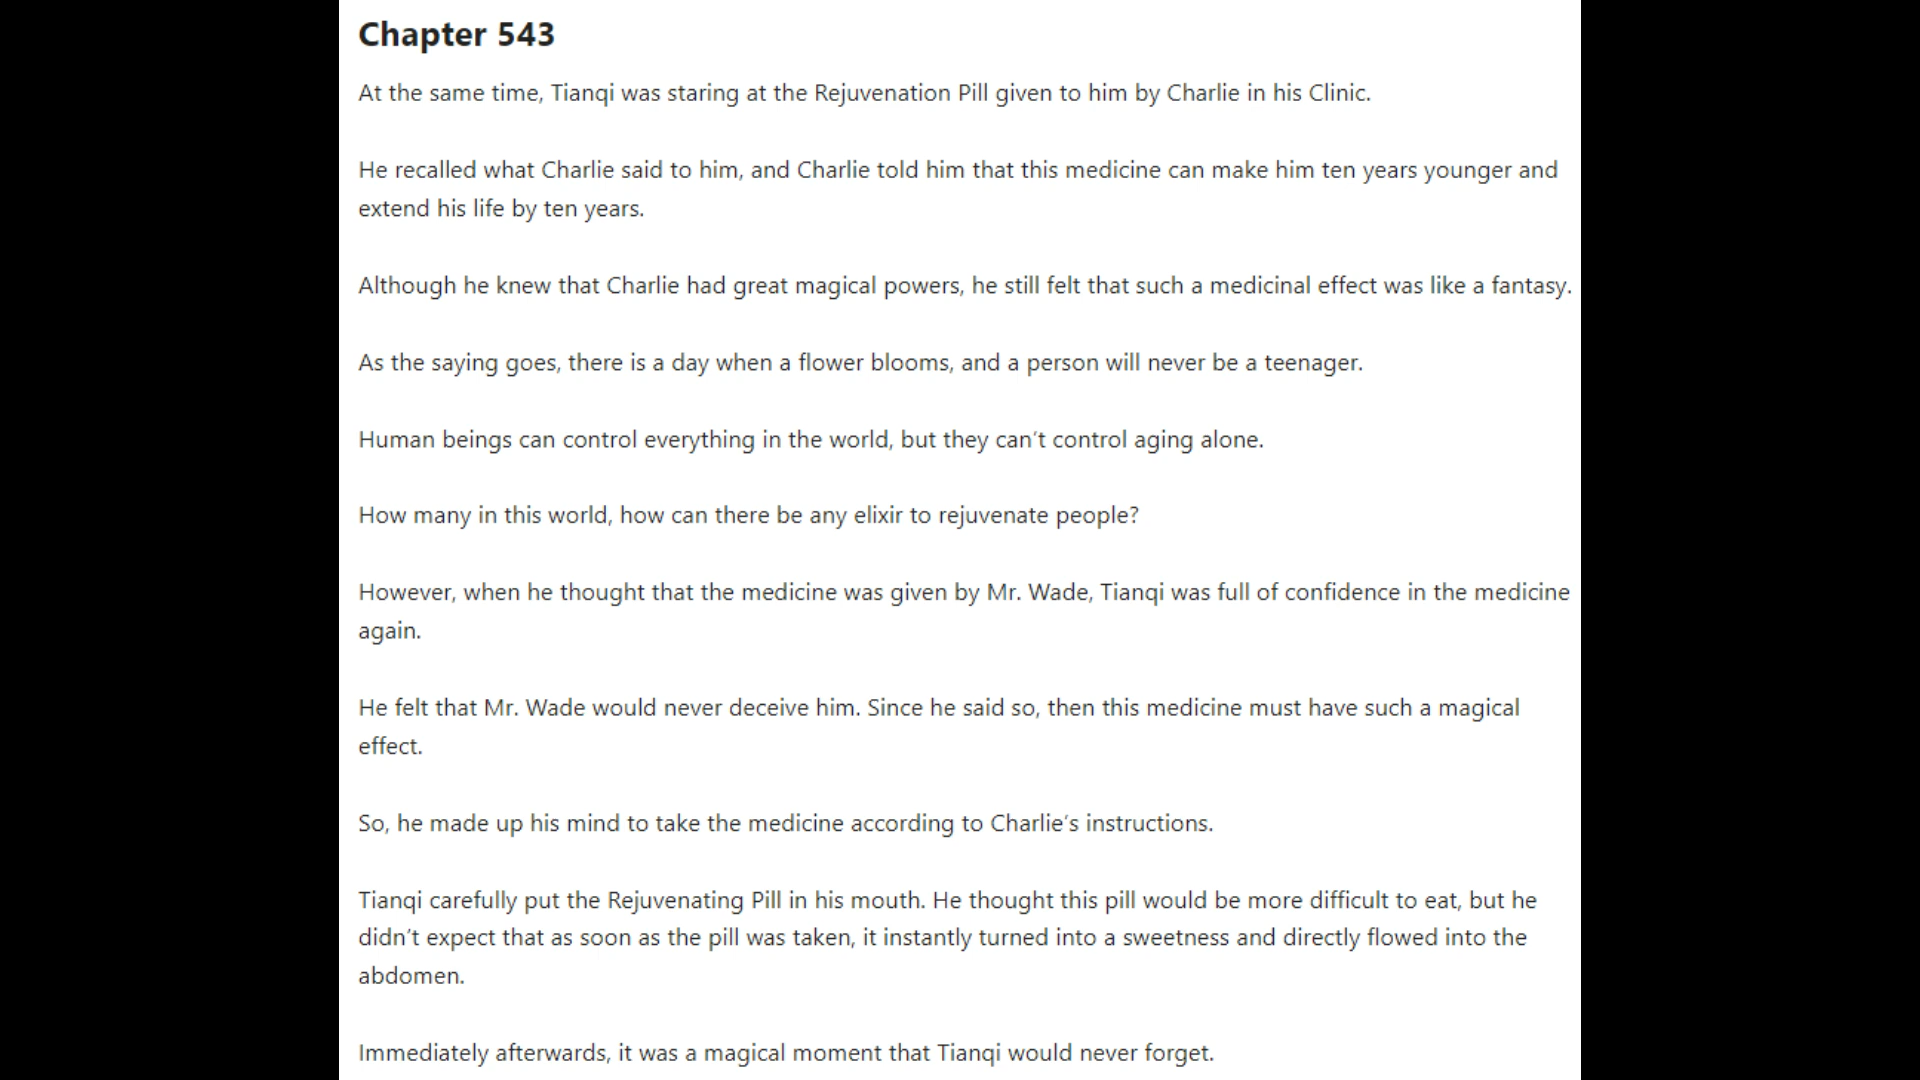 Chapter 543
At the same time, Tianqi was staring at the Rejuvenation Pill given to him by Charlie in his Clinic.
He recalled what Charlie said to him, and Charlie told him that this medicine can make him ten years younger and
extend his life by ten years.
Although he knew that Charlie had great magical powers, he still felt that such a medicinal effect was like a fantasy.
As the saying goes, there is a day when a flower blooms, and a person will never be a teenager.
Human beings can control everything in the world, but they can’t control aging alone.
How many in this world, how can there be any elixir to rejuvenate people?
However, when he thought that the medicine was given by Mr. Wade, Tianqi was full of confidence in the medicine
again.
He felt that Mr. Wade would never deceive him. Since he said so, then this medicine must have such a magical
effect.
So, he made up his mind to take the medicine according to Charlie’s instructions.
Tianqi carefully put the Rejuvenating Pill in his mouth. He thought this pill would be more difficult to eat, but he
didn’t expect that as soon as the pill was taken, it instantly turned into a sweetness and directly flowed into the
abdomen.
Immediately afterwards, it was a magical moment that Tianqi would never forget.